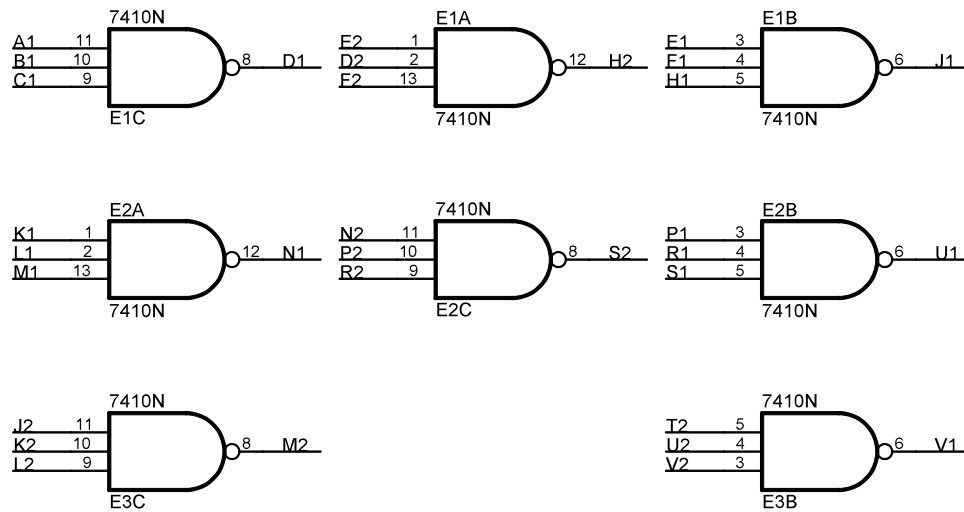 7410N
A1 11
B1 10 8 D1
C1 9
E1C
E1A
E2 1
D2 2 12 H2
F2 13
7410N
E1B
E1 3
F1 4 6 J1
H1 5
7410N
E2A
K1 1
L1 2 12 N1
M1 13
7410N
7410N
N2 11
P2 10 8 S2
R2 9
E2C
E2B
P1 3
R1 4 6 U1
S1 5
7410N
7410N
J2 11
K2 10 8 M2
L2 9
E3C
7410N
T2 5
U2 4 6 V1
V2 3
E3B